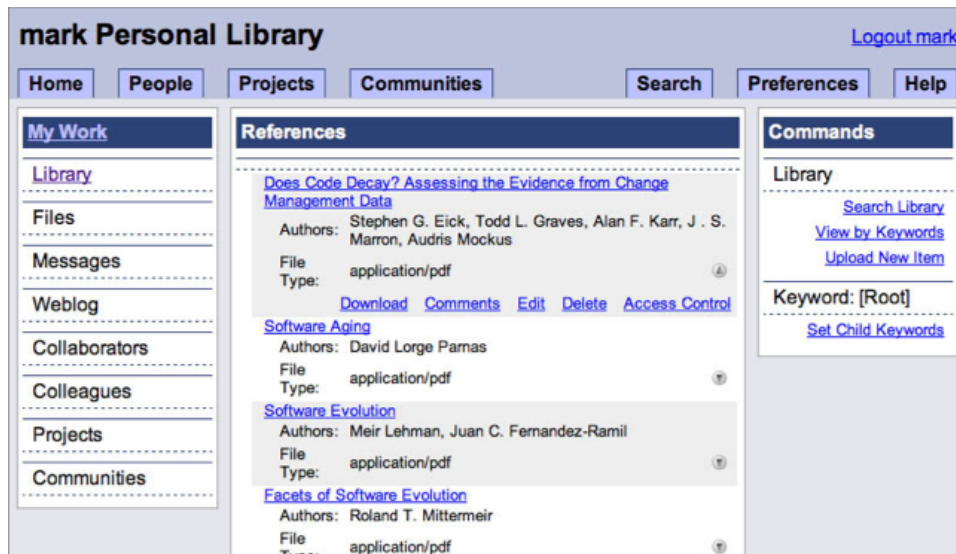 mark Personal Library
Logout mark
Home People Projects Communities Search Preferences Help
My Work
Library
Files
Messages
Weblog
Collaborators
Colleagues
Projects
Communities
References
Does Code Decay? Assessing the Evidence from Change
Management Data
Authors: Stephen G. Eick, Todd L. Graves, Alan F. Karr, J . S.
Marron, Audris Mockus
File
Type: application/pdf
Download Comments Edit Delete Access Control
Software Aging
Authors: David Lorge Parnas
File
Type: application/pdf
Software Evolution
Authors: Meir Lehman, Juan C. Fernandez-Ramil
File
Type: application/pdf
Facets of Software Evolution
Authors: Roland T. Mittermeir
File
Type: application/pdf
Commands
Library
Search Library
View by Keywords
Upload New Item
Keyword: [Root]
Set Child Keywords